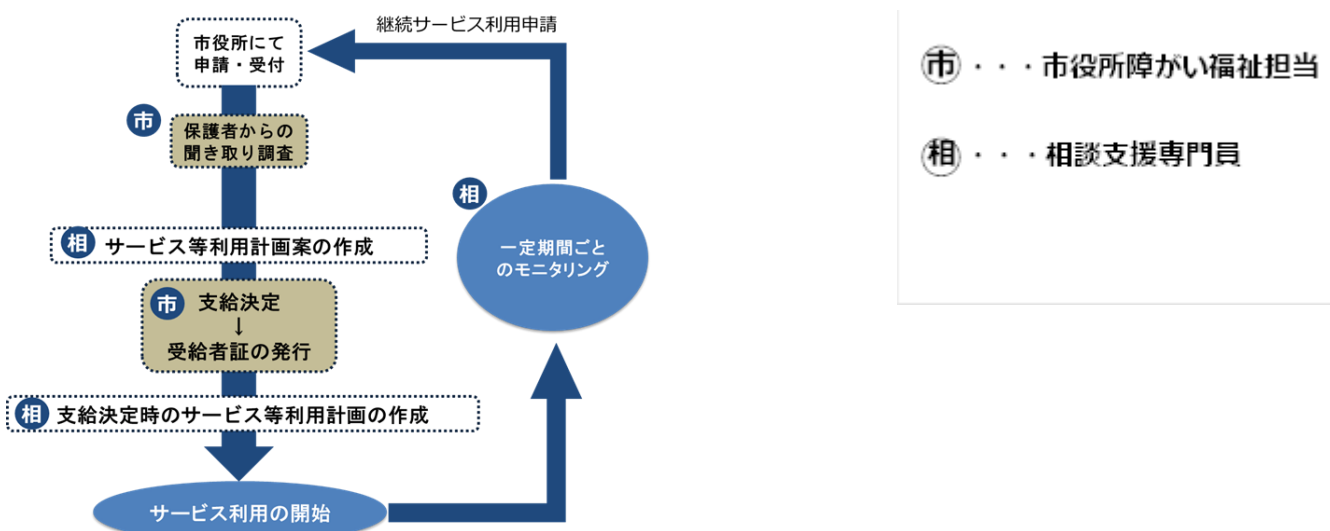 市役所にて
申請・受付
継続サービス利用申請
市
保護者からの
聞き取り調査
相 サービス等利用計画案の作成
市 支給決定
↓
受給者証の発行
相 支給決定時のサービス等利用計画の作成
サービス利用の開始
相
一定期間ごと
のモニタリング
市・・・市役所障がい福祉担当
相・・・相談支援専門員